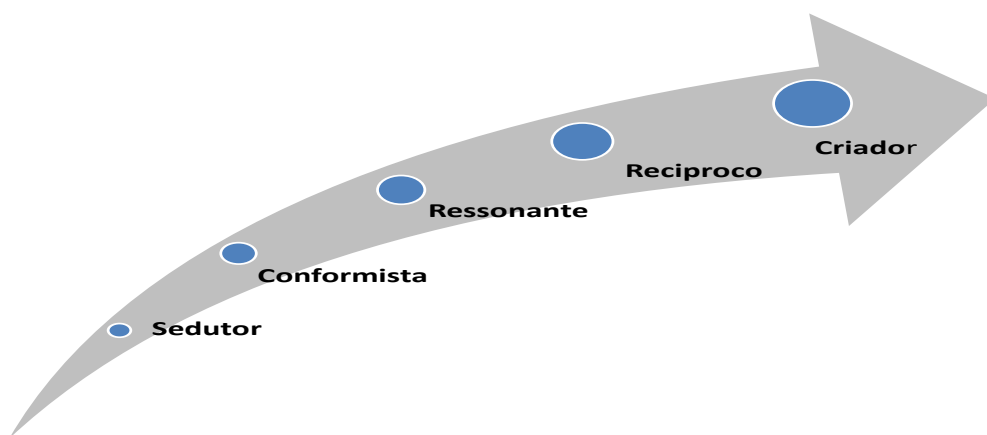 Criador
Reciproco
Ressonante
Conformista
Sedutor